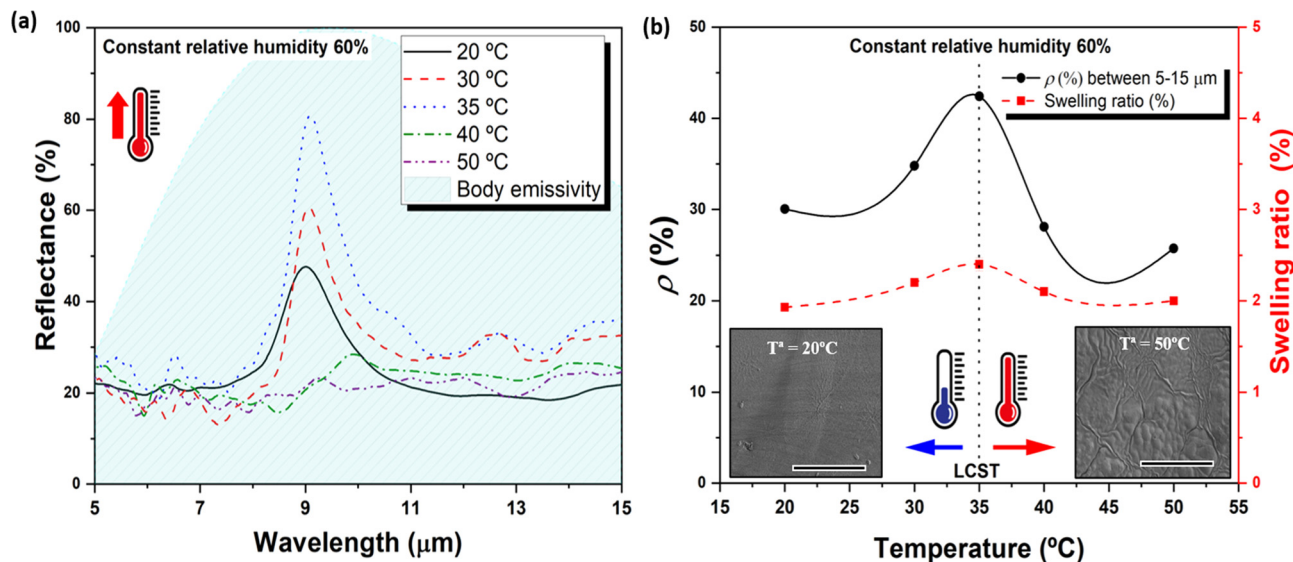 (a)
Constant relative humidity 60%
20 ºC
30 ºC
35 ºC
40 ºC
50 ºC
Body emissivity
100
80
60
40
20
0
Reflectance (%)
5
7
9
11
13
15
Wavelength (μm)
(b)
Constant relative humidity 60%
ρ (%) between 5-15 μm
Swelling ratio (%)
50
40
30
20
10
0
ρ (%)
5
4
3
2
1
0
Swelling ratio (%)
Tª = 20ºC
Tª = 50ºC
LCST
15
20
25
30
35
40
45
50
55
Temperature (ºC)